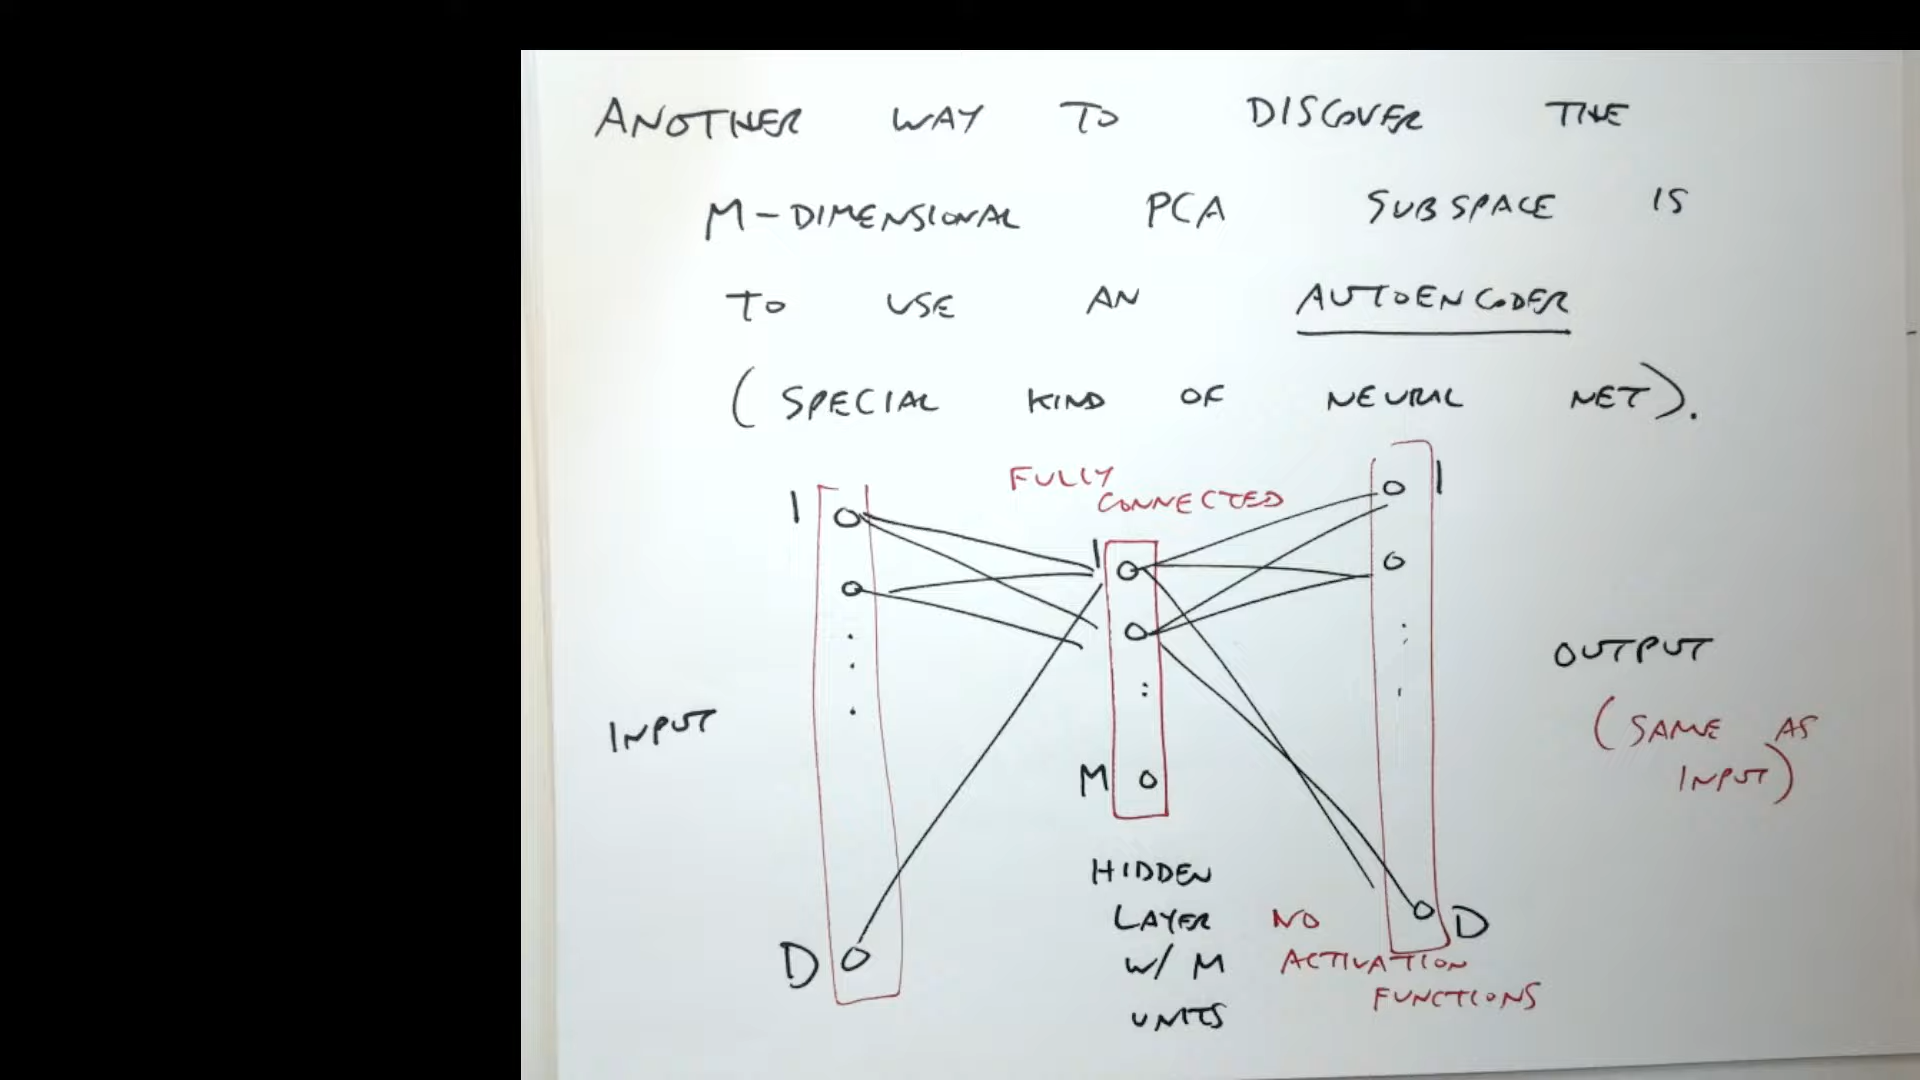 ANOTHER WAY TO DISCOVER THE
M-DIMENSIONAL PCA SUBSPACE IS
TO USE AN AUTOENCODER
(SPECIAL KIND OF NEURAL NET).
FULLY
CONNECTED
1
1
1
INPUT
OUTPUT
(SAME AS
INPUT)
M
D
D
HIDDEN
LAYER
W/ M
UNITS
NO
ACTIVATION
FUNCTIONS